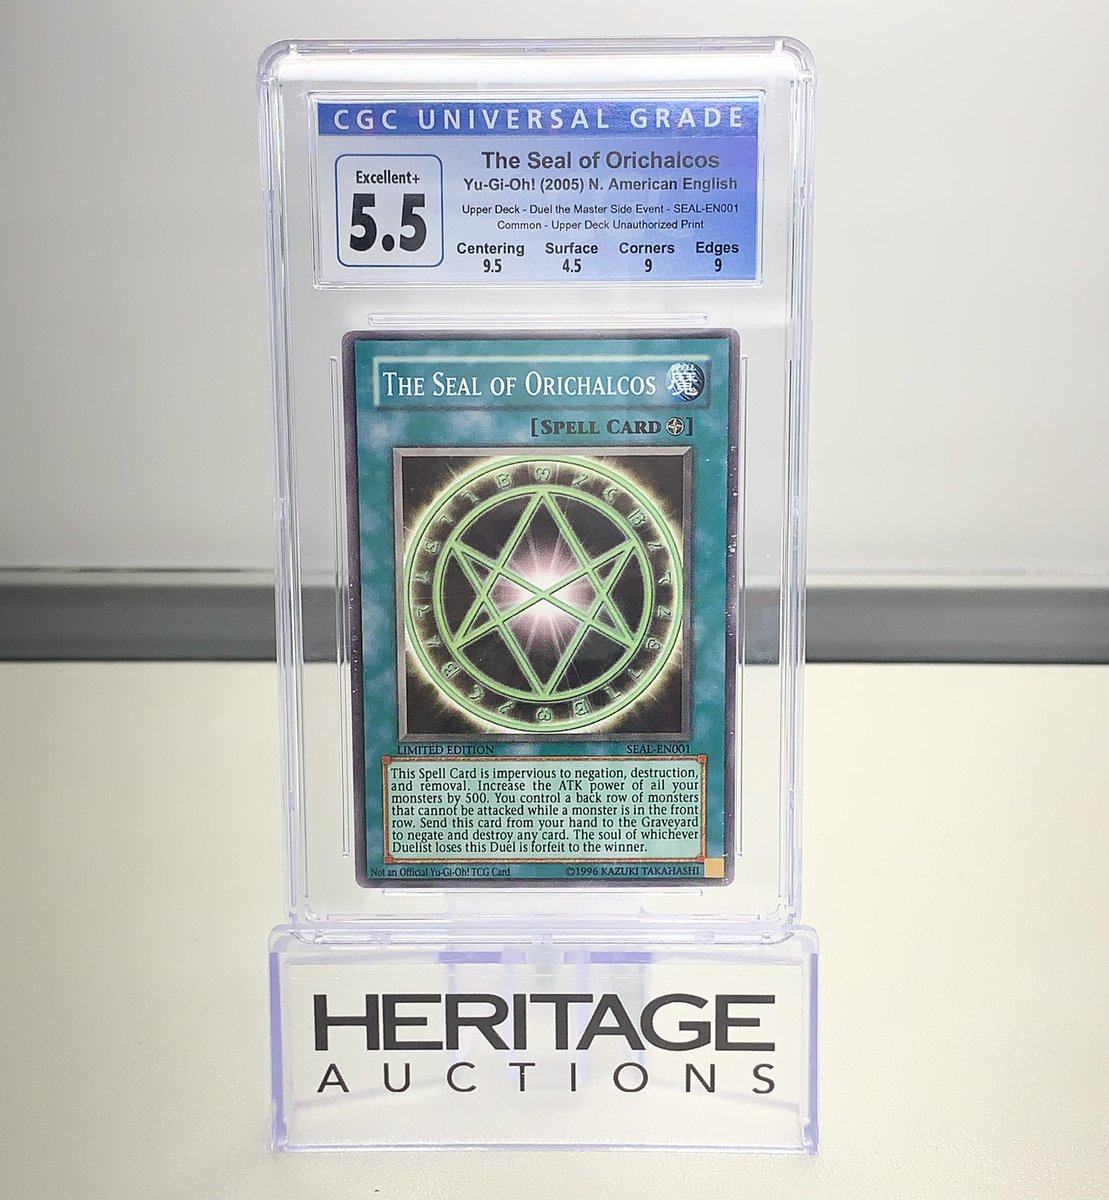 CGC UNIVERSAL GRADE
Excellent+
5.5
The Seal of Orichalcos
Yu-Gi-Oh! (2005) N. American English
Upper Deck - Duel the Master Side Event - SEAL-EN001
Common - Upper Deck Unauthorized Print
Centering Surface Corners Edges
9.5 4.5 9 9
THE SEAL OF ORICHALCOS 魔
[SPELL CARD]
LIMITED EDITION SEAL-EN001
This Spell Card is impervious to negation, destruction,
and removal. Increase the ATK power of all your
monsters by 500. You control a back row of monsters
that cannot be attacked while a monster is in the front
row. Send this card from your hand to the Graveyard
to negate and destroy any card. The soul of whichever
Duelist loses this Duel is forfeit to the winner.
Not an Official Yu-Gi-Oh! TCG Card ©1996 KAZUKI TAKAHASHI
HERITAGE
AUCTIONS